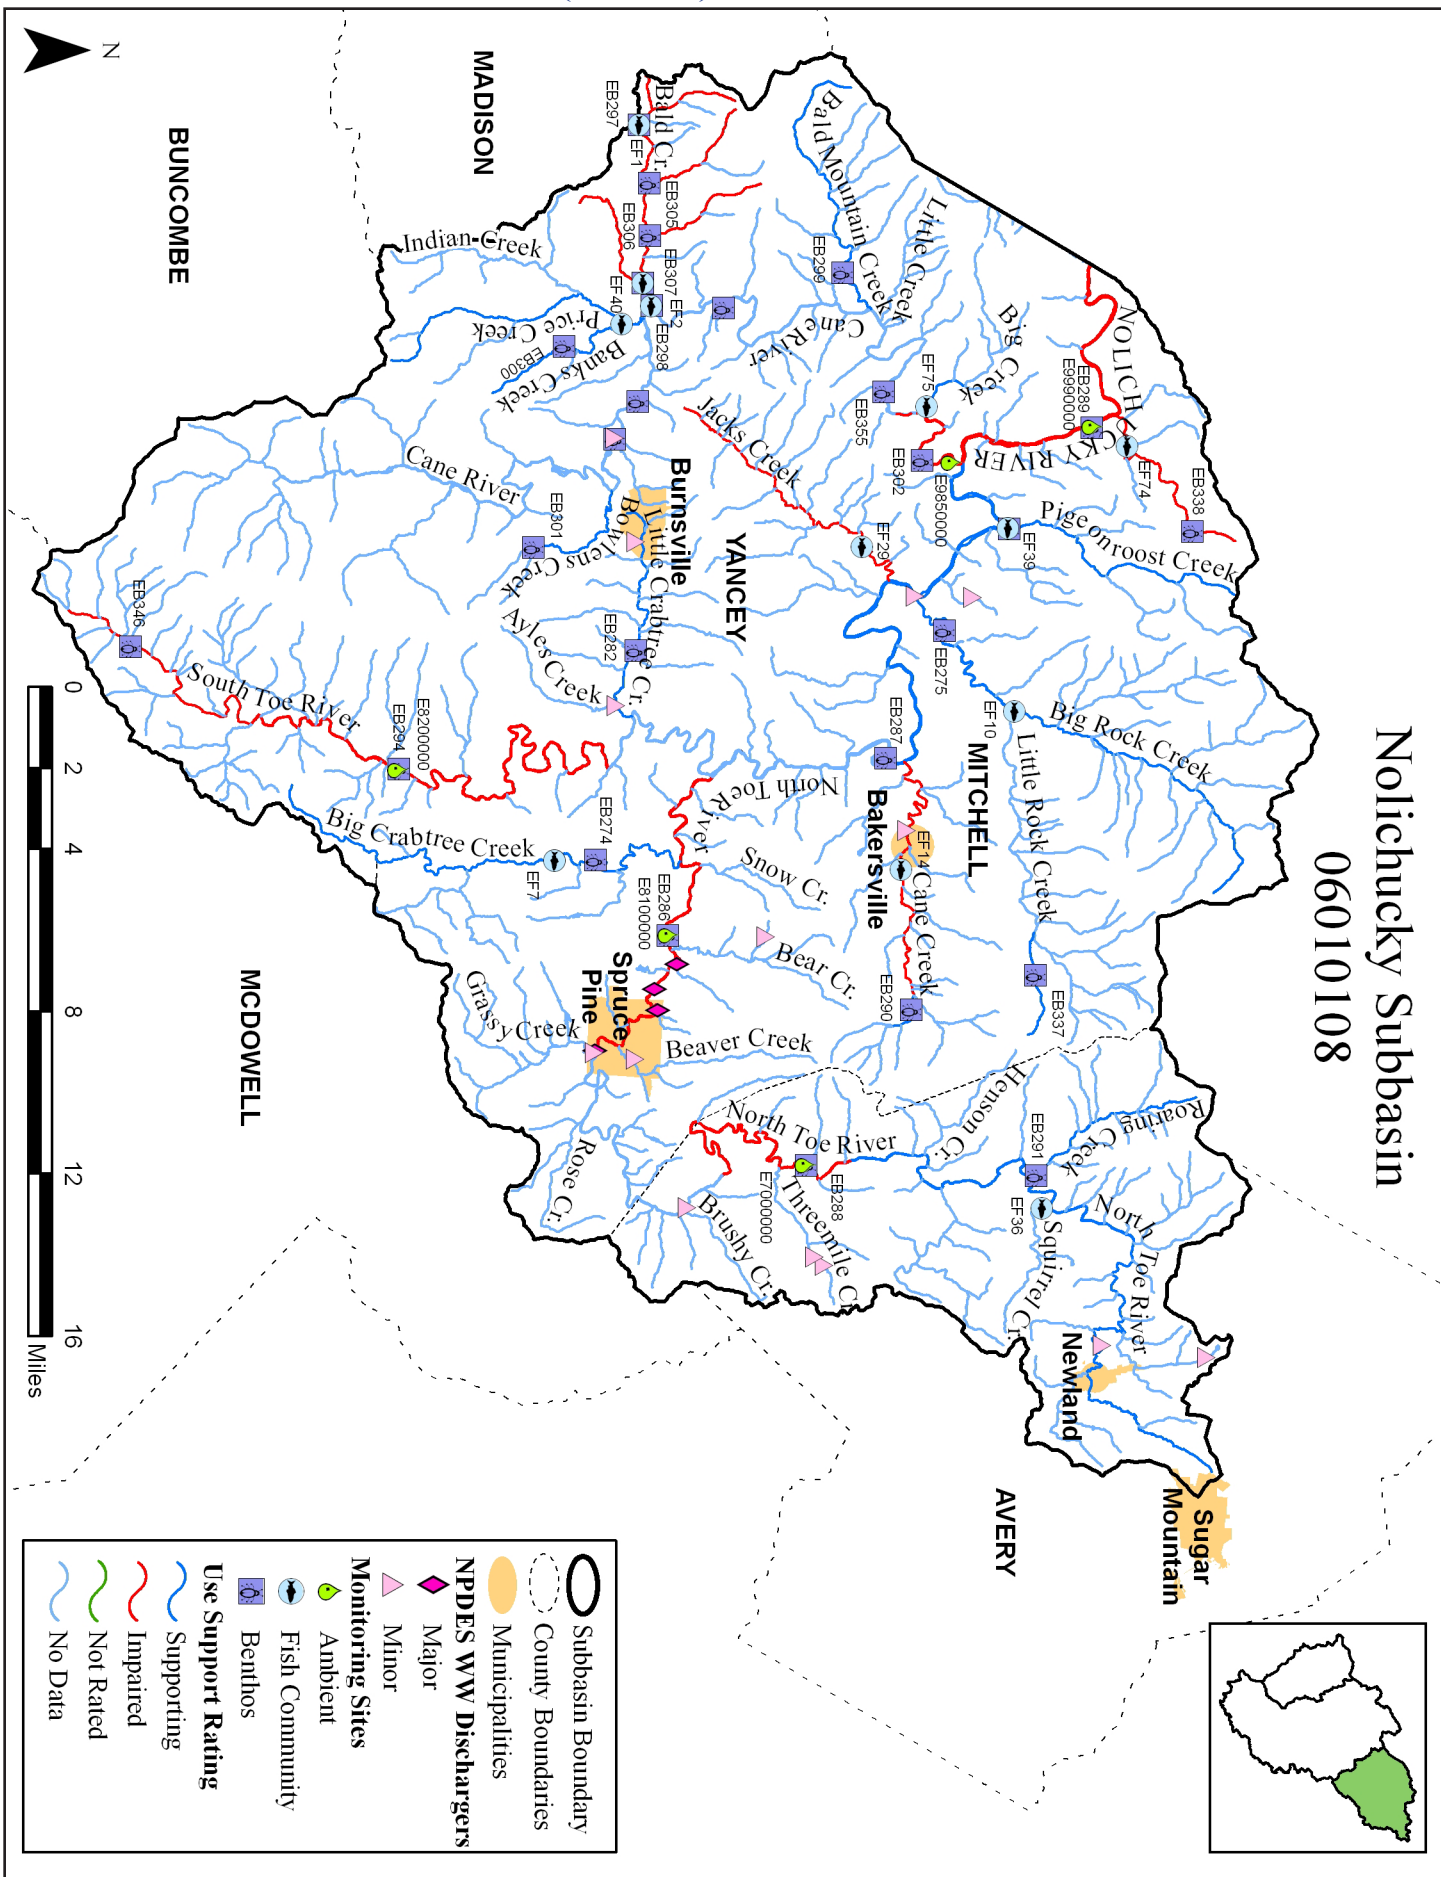 Nolichucky Subbasin
06010108
N
MADISON
BUNCOMBE
YANCEY
MITCHELL
MCDOWELL
AVERY
Burnsville
Bakersville
Spruce
Pine
Newland
Sugar
Mountain
Bald Cr.
Bald Mountain Creek
Little Creek
Big Creek
Cane River
Indian Creek
Price Creek
Banks Creek
Jacks Creek
NOLICH
CKY RIVER
Pigeonroost Creek
Cane River
Bowlens Creek
Little Crabtree Cr.
Ayles Creek
South Toe River
Big Crabtree Creek
North Toe River
Big Rock Creek
Little Rock Creek
Cane Creek
Snow Cr.
Bear Cr.
Beaver Creek
Grassy Creek
Rose Cr.
Brushy Cr.
Threemile Cr.
North Toe River
Henson Cr.
Roaring Creek
Squirrel Cr.
North Toe River
EB297
EF1
EB305
EB306
EB307
EF2
EF40
EB298
EB300
EB299
EF75
EB355
EB302
EB289
E9990000
EF74
EB338
E9850000
EF39
EF29
EB301
EB282
EB275
EF10
EB287
EB346
E8200000
EB294
EB274
EF7
EF14
EB290
EB286
E8100000
EB337
EB291
EF36
EB288
E7000000
0
2
4
8
12
16
Miles
Subbasin Boundary
County Boundaries
Municipalities
NPDES WW Dischargers
Major
Minor
Monitoring Sites
Ambient
Fish Community
Benthos
Use Support Rating
Supporting
Impaired
Not Rated
No Data